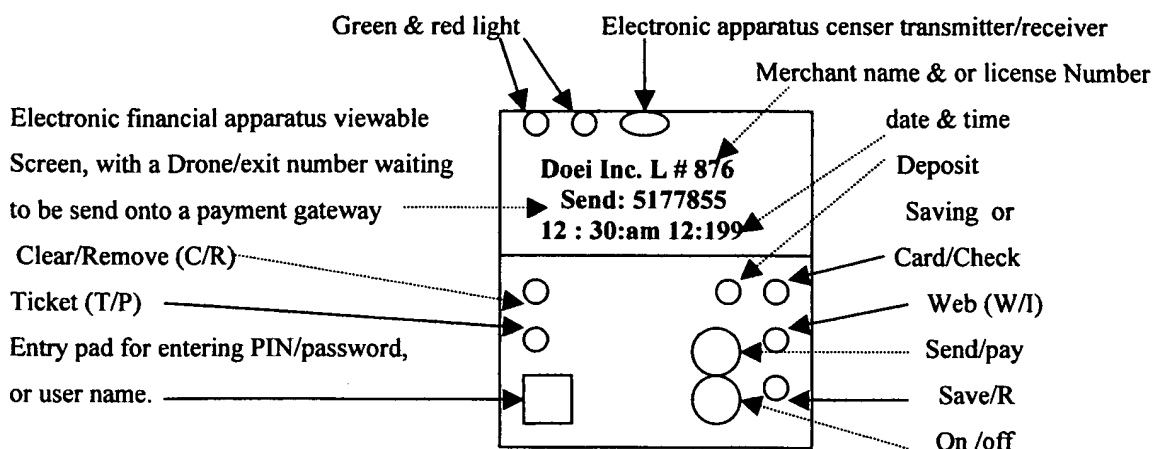 Green & red light
Electronic apparatus censer transmitter/receiver
Merchant name & or license Number
Electronic financial apparatus viewable
Screen, with a Drone/exit number waiting
to be send onto a payment gateway
Clear/Remove (C/R)
Ticket (T/P)
Entry pad for entering PIN/password,
or user name.
Doei Inc. L # 876
Send: 5177855
12 : 30:am 12:199
date & time
Deposit
Saving or
Card/Check
Web (W/I)
Send/pay
Save/R
On /off